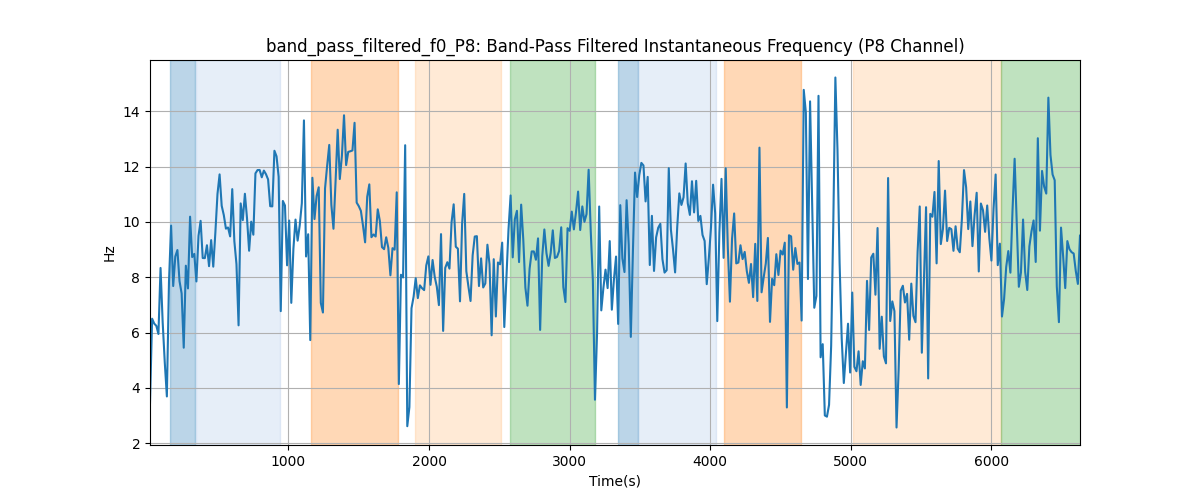 band_pass_filtered_f0_P8: Band-Pass Filtered Instantaneous Frequency (P8 Channel)
14
12
10
8
6
4
2
Hz
1000 2000 3000 4000 5000 6000
Time(s)